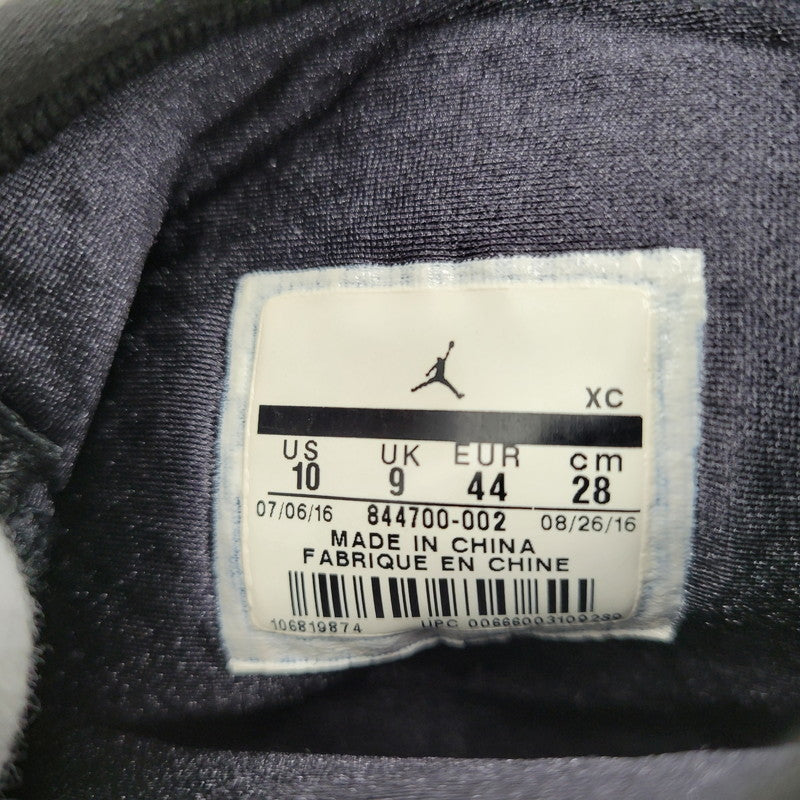 XC
US UK EUR cm
10 9 44 28
07/06/16 844700-002 08/26/16
MADE IN CHINA
FABRIQUE EN CHINE
106819874 UPC